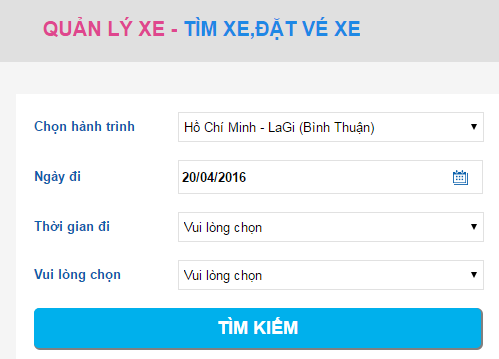 QUẢN LÝ XE - TÌM XE,ĐẶT VÉ XE
Chọn hành trình
Hồ Chí Minh - LaGi (Bình Thuận)
Ngày đi
20/04/2016
Thời gian đi
Vui lòng chọn
Vui lòng chọn
Vui lòng chọn
TÌM KIẾM